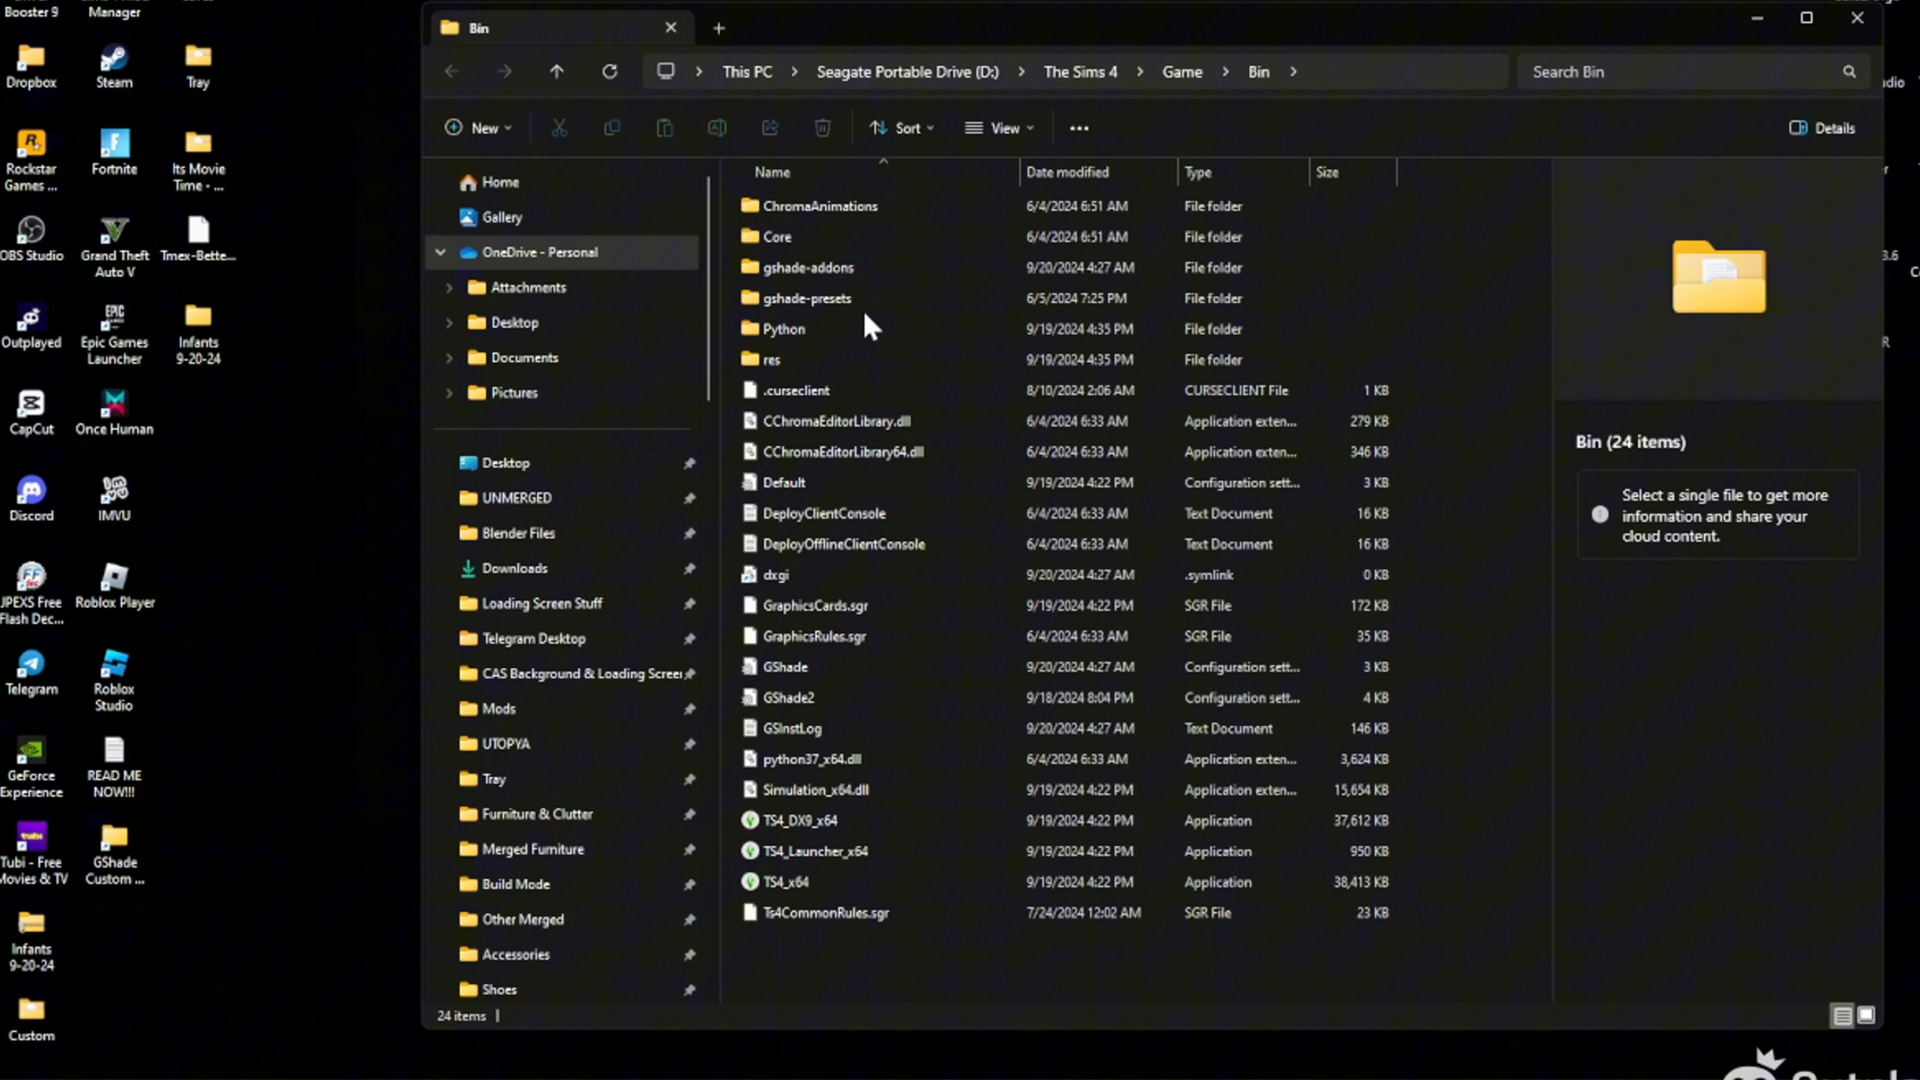 Booster 9
Manager
Dropbox
Steam
Tray
Rockstar
Games ...
Fortnite
Its Movie
Time - ...
OBS Studio
Grand Theft
Auto V
Tmex-Bette...
Outplayed
Epic Games
Launcher
Infants
9-20-24
CapCut
Once Human
Discord
IMVU
JPEXS Free
Flash Dec...
Roblox Player
Telegram
Roblox
Studio
GeForce
Experience
READ ME
NOW!!!
Tubi - Free
Movies & TV
GShade
Custom ...
Infants
9-20-24
Custom
Bin
This PC
Seagate Portable Drive (D:)
The Sims 4
Game
Bin
Search Bin
New
Sort
View
Details
Home
Gallery
OneDrive - Personal
Attachments
Desktop
Documents
Pictures
Desktop
UNMERGED
Blender Files
Downloads
Loading Screen Stuff
Telegram Desktop
CAS Background & Loading Screen
Mods
UTOPYA
Tray
Furniture & Clutter
Merged Furniture
Build Mode
Other Merged
Accessories
Shoes
Name Date modified Type Size
ChromaAnimations 6/4/2024 6:51 AM File folder
Core 6/4/2024 6:51 AM File folder
gshade-addons 9/20/2024 4:27 AM File folder
gshade-presets 6/5/2024 7:25 PM File folder
Python 9/19/2024 4:35 PM File folder
res 9/19/2024 4:35 PM File folder
.curseclient 8/10/2024 2:06 AM CURSECLIENT File 1 KB
CChromaEditorLibrary.dll 6/4/2024 6:33 AM Application exten... 279 KB
CChromaEditorLibrary64.dll 6/4/2024 6:33 AM Application exten... 346 KB
Default 9/19/2024 4:22 PM Configuration sett... 3 KB
DeployClientConsole 6/4/2024 6:33 AM Text Document 16 KB
DeployOfflineClientConsole 6/4/2024 6:33 AM Text Document 16 KB
dxgi 9/20/2024 4:27 AM .symlink 0 KB
GraphicsCards.sgr 9/19/2024 4:22 PM SGR File 172 KB
GraphicsRules.sgr 6/4/2024 6:33 AM SGR File 35 KB
GShade 9/20/2024 4:27 AM Configuration sett... 3 KB
GShade2 9/18/2024 8:04 PM Configuration sett... 4 KB
GSInstLog 9/20/2024 4:27 AM Text Document 146 KB
python37_x64.dll 6/4/2024 6:33 AM Application exten... 3,624 KB
Simulation_x64.dll 9/19/2024 4:22 PM Application exten... 15,654 KB
TS4_DX9_x64 9/19/2024 4:22 PM Application 37,612 KB
TS4_Launcher_x64 9/19/2024 4:22 PM Application 950 KB
TS4_x64 9/19/2024 4:22 PM Application 38,413 KB
Ts4CommonRules.sgr 7/24/2024 12:02 AM SGR File 23 KB
Bin (24 items)
Select a single file to get more
information and share your
cloud content.
24 items